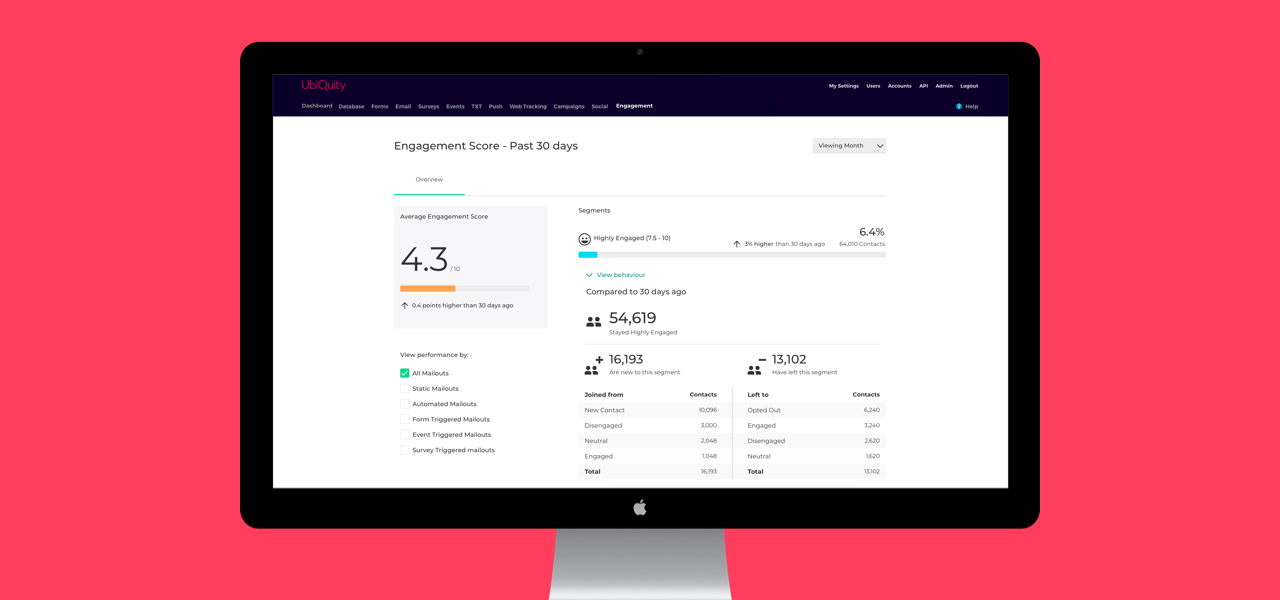 UbiQuity
My Settings Users Accounts API Admin Logout
Dashboard Database Forms Email Surveys Events TXT Push Web Tracking Campaigns Social Engagement Help
Engagement Score - Past 30 days
Viewing Month
Overview
Average Engagement Score
4.3 / 10
0.4 points higher than 30 days ago
View performance by:
All Mailouts
Static Mailouts
Automated Mailouts
Form Triggered Mailouts
Event Triggered Mailouts
Survey Triggered mailouts
Segments
Highly Engaged (7.5 - 10)
6.4%
3% higher than 30 days ago
64,010 Contacts
View behaviour
Compared to 30 days ago
54,619
Stayed Highly Engaged
+ 16,193
Are new to this segment
− 13,102
Have left this segment
Joined from Contacts
New Contact 10,096
Disengaged 3,000
Neutral 2,048
Engaged 1,048
Total 16,193
Left to Contacts
Opted Out 6,240
Engaged 3,240
Disengaged 2,620
Neutral 1,620
Total 13,102